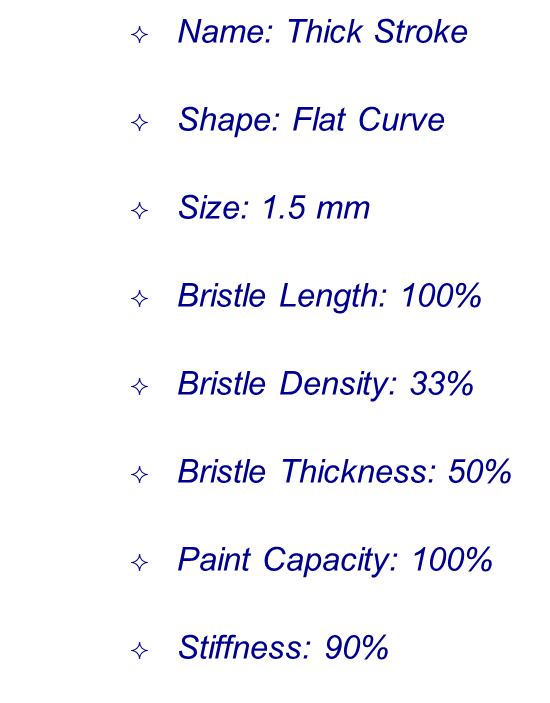 ✧ Name: Thick Stroke
✧ Shape: Flat Curve
✧ Size: 1.5 mm
✧ Bristle Length: 100%
✧ Bristle Density: 33%
✧ Bristle Thickness: 50%
✧ Paint Capacity: 100%
✧ Stiffness: 90%